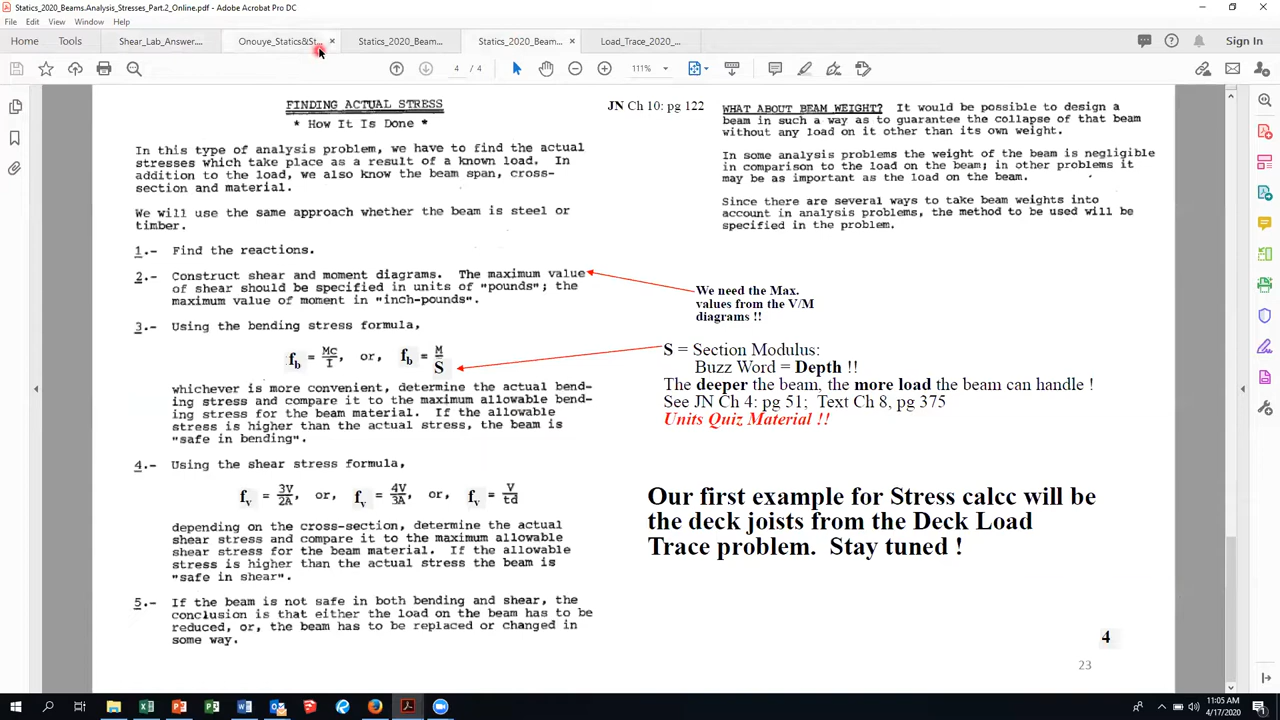 Statics_2020_Beams.Analysis_Stresses_Part.2_Online.pdf - Adobe Acrobat Pro DC
File Edit View Window Help
Home Tools Shear_Lab_Answer... Onouye_Statics&St... × Statics_2020_Beam... Statics_2020_Beam... × Load_Trace_2020_... Sign In
4 / 4 111%
FINDING ACTUAL STRESS
* How It Is Done *
In this type of analysis problem, we have to find the actual
stresses which take place as a result of a known load. In
addition to the load, we also know the beam span, cross-
section and material.
We will use the same approach whether the beam is steel or
timber.
1.- Find the reactions.
2.- Construct shear and moment diagrams. The maximum value
of shear should be specified in units of "pounds"; the
maximum value of moment in "inch-pounds".
3.- Using the bending stress formula,
fb = Mc/I, or, fb = M/S
whichever is more convenient, determine the actual bend-
ing stress and compare it to the maximum allowable bend-
ing stress for the beam material. If the allowable
stress is higher than the actual stress, the beam is
"safe in bending".
4.- Using the shear stress formula,
fv = 3V/2A, or, fv = 4V/3A, or, fv = V/td
depending on the cross-section, determine the actual
shear stress and compare it to the maximum allowable
shear stress for the beam material. If the allowable
stress is higher than the actual stress the beam is
"safe in shear".
5.- If the beam is not safe in both bending and shear, the
conclusion is that either the load on the beam has to be
reduced, or, the beam has to be replaced or changed in
some way.
JN Ch 10: pg 122
WHAT ABOUT BEAM WEIGHT? It would be possible to design a
beam in such a way as to guarantee the collapse of that beam
without any load on it other than its own weight.
In some analysis problems the weight of the beam is negligible
in comparison to the load on the beam; in other problems it
may be as important as the load on the beam.
Since there are several ways to take beam weights into
account in analysis problems, the method to be used will be
specified in the problem.
We need the Max.
values from the V/M
diagrams !!
S = Section Modulus:
Buzz Word = Depth !!
The deeper the beam, the more load the beam can handle !
See JN Ch 4: pg 51; Text Ch 8, pg 375
Units Quiz Material !!
Our first example for Stress calcc will be
the deck joists from the Deck Load
Trace problem. Stay tuned !
4
23
11:05 AM
4/17/2020